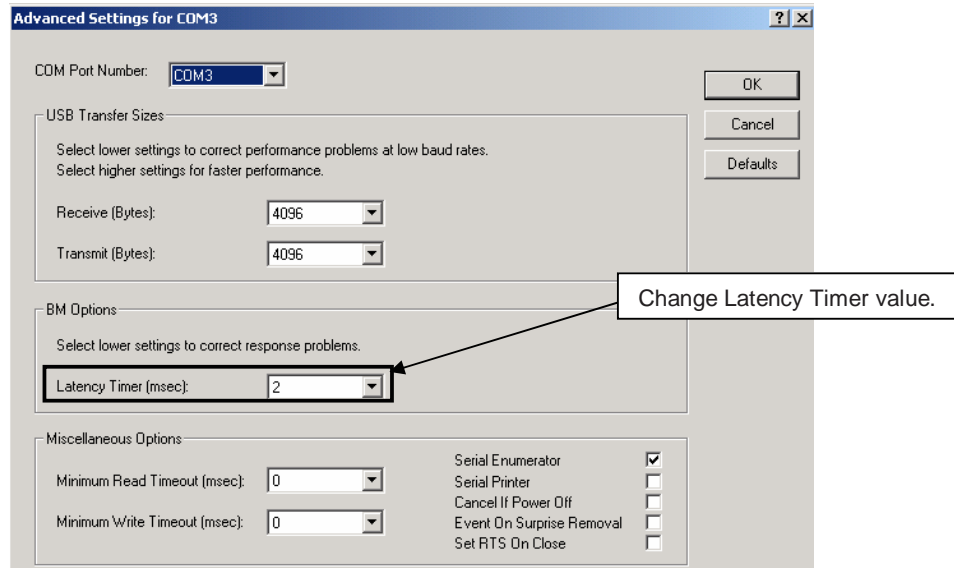 Advanced Settings for COM3
COM Port Number: COM3
OK
Cancel
Defaults
USB Transfer Sizes
Select lower settings to correct performance problems at low baud rates.
Select higher settings for faster performance.
Receive (Bytes): 4096
Transmit (Bytes): 4096
Change Latency Timer value.
BM Options
Select lower settings to correct response problems.
Latency Timer (msec): 2
Miscellaneous Options
Minimum Read Timeout (msec): 0
Minimum Write Timeout (msec): 0
Serial Enumerator
Serial Printer
Cancel If Power Off
Event On Surprise Removal
Set RTS On Close